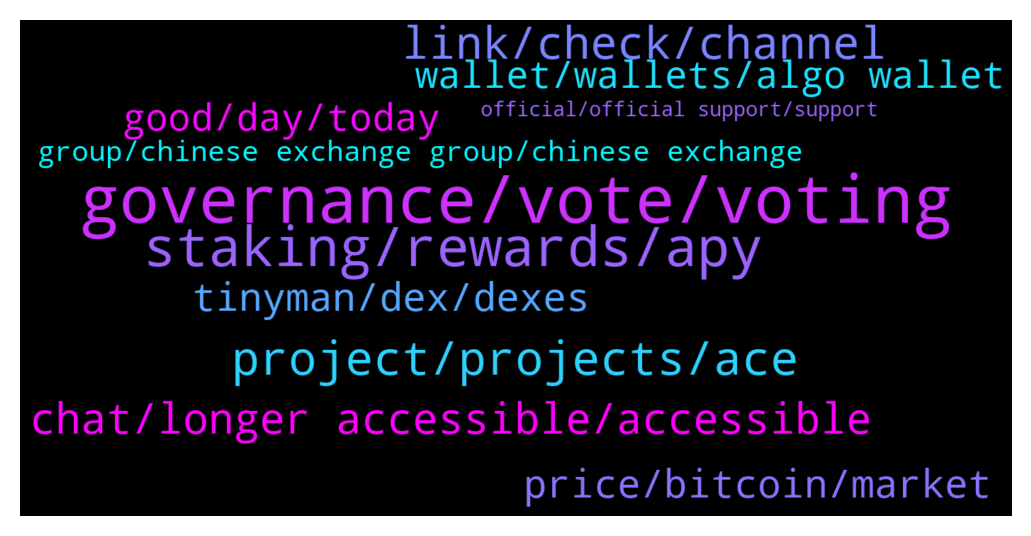 link/check/channel
wallet/wallets/algo wallet
good/day/today
official/official support/support
group/chinese exchange group/chinese exchange
governance/vote/voting
staking/rewards/apy
tinyman/dex/dexes
project/projects/ace
chat/longer accessible/accessible
price/bitcoin/market